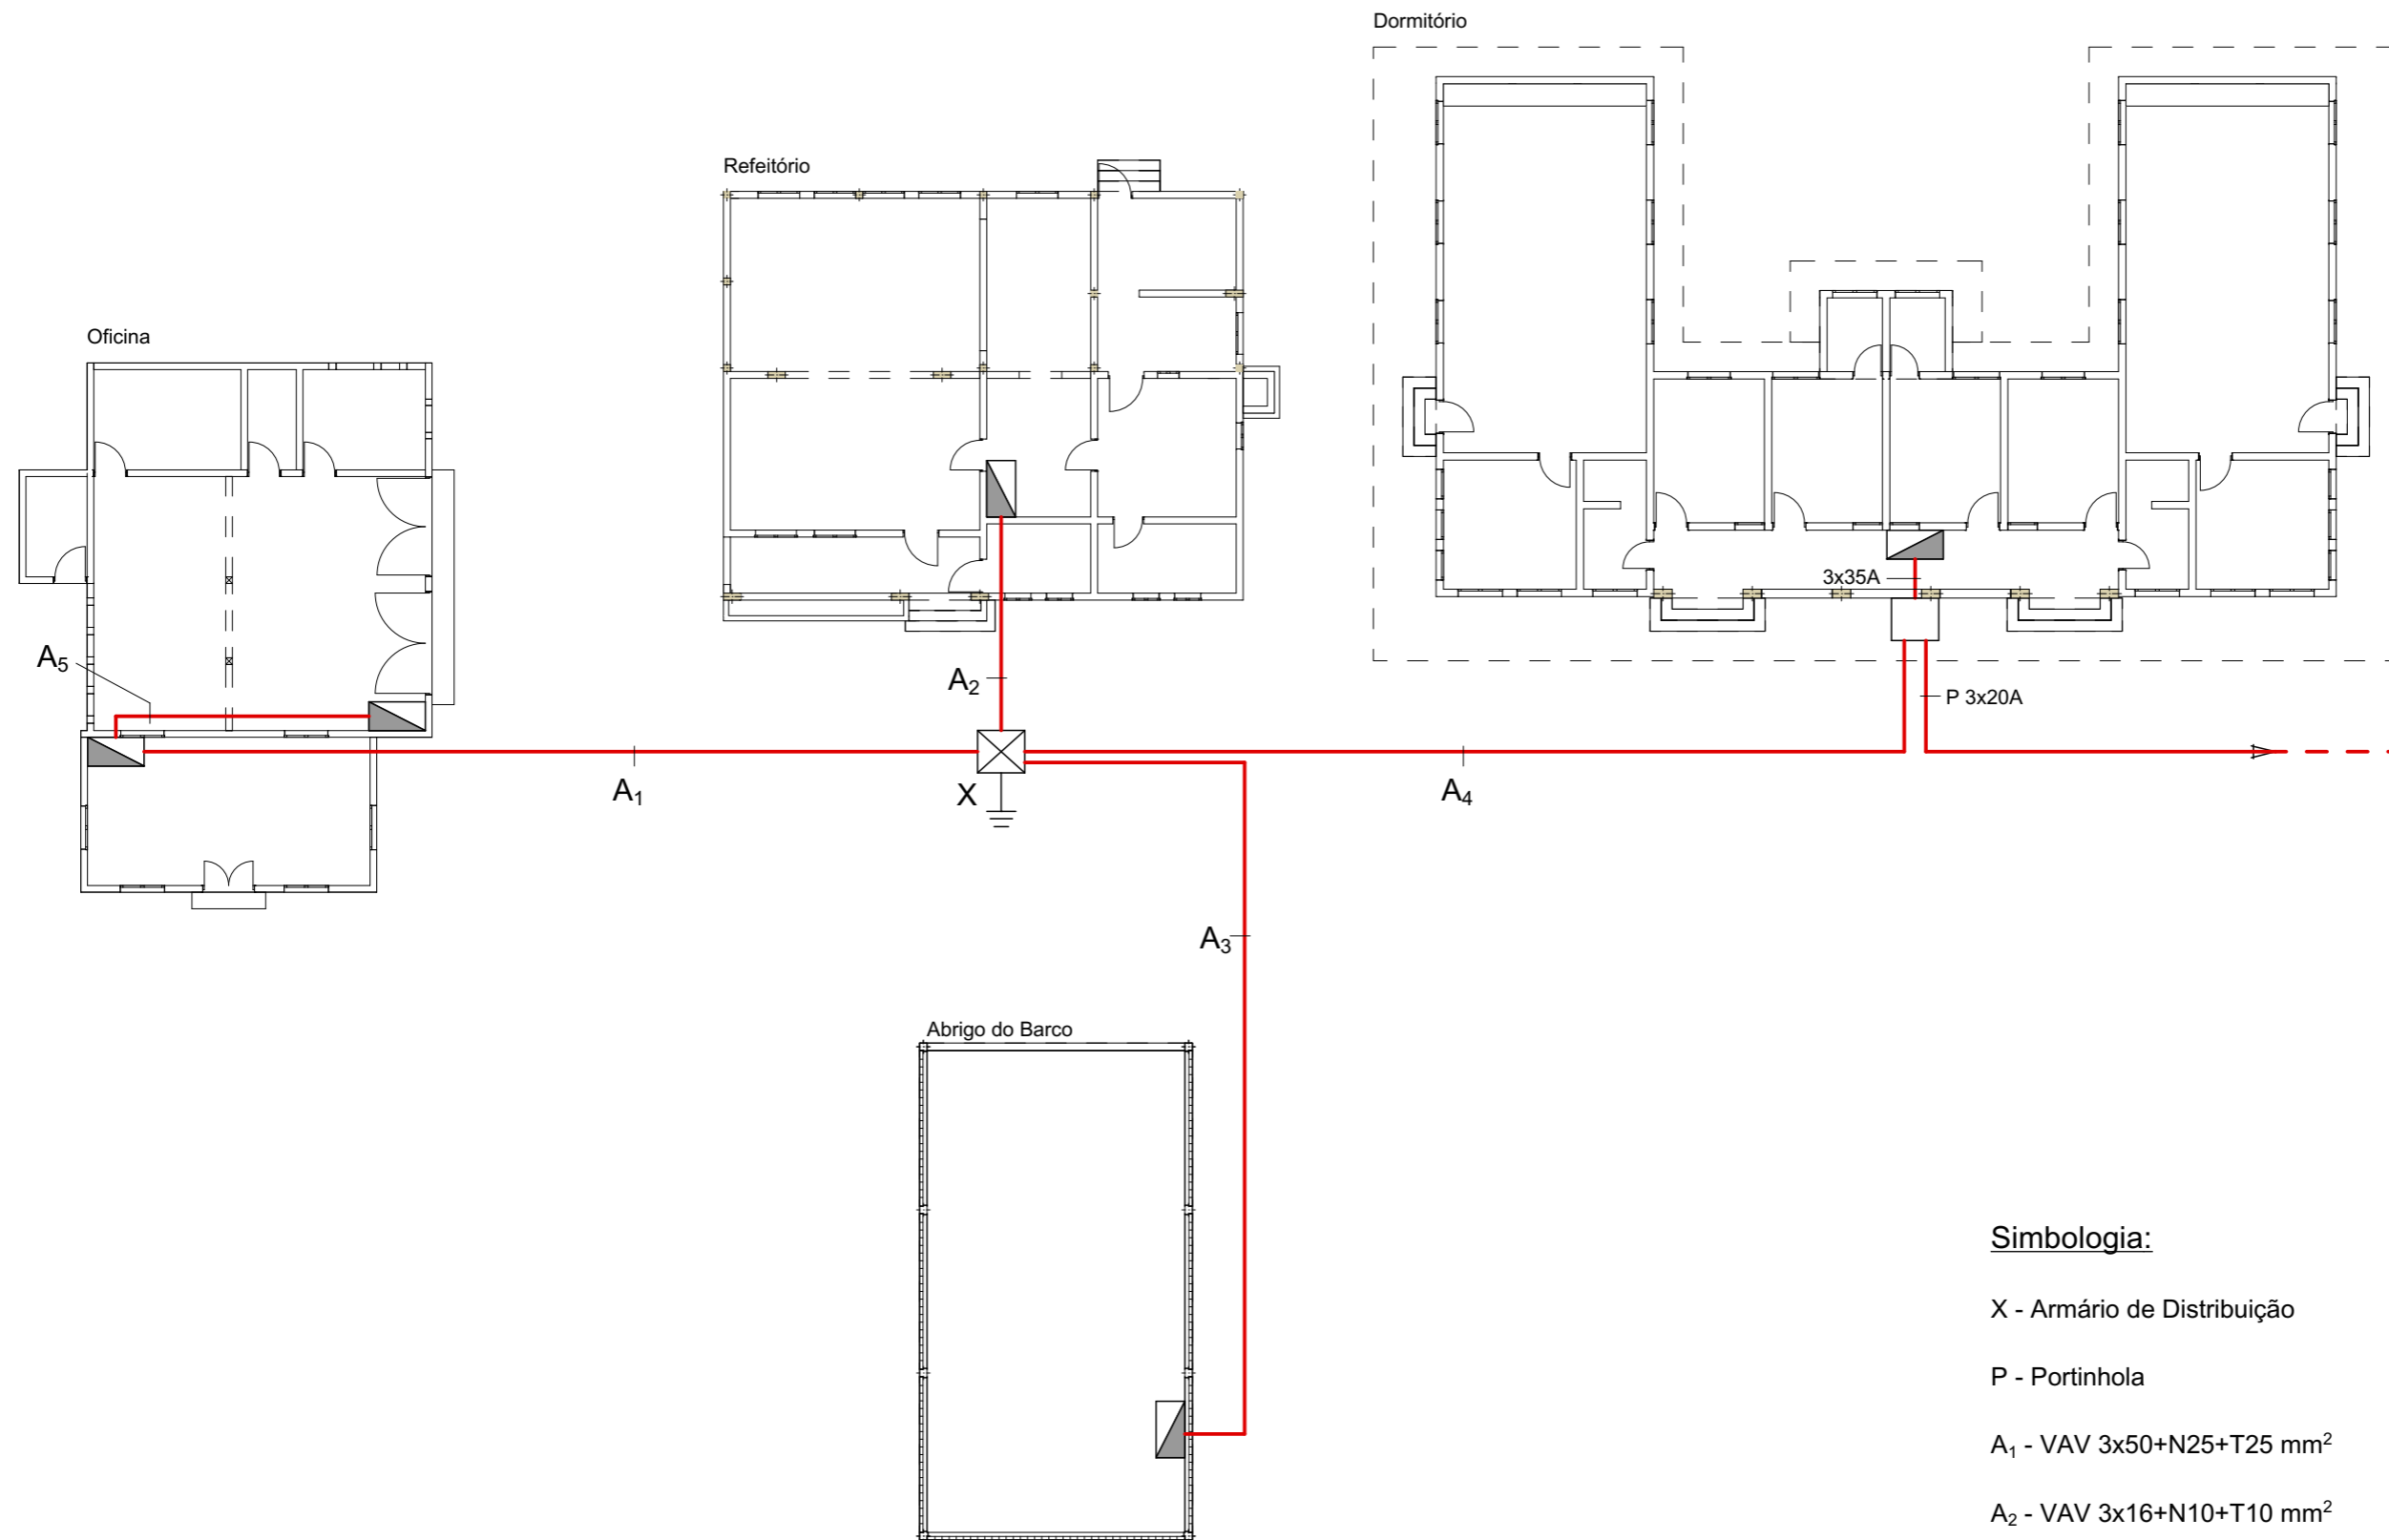 Dormitório
Refeitório
Oficina
3x35A
A₅
A₂
P 3x20A
A₁
X
A₄
A₃
Abrigo do Barco
Simbologia:
X - Armário de Distribuição
P - Portinhola
A₁ - VAV 3x50+N25+T25 mm²
A₂ - VAV 3x16+N10+T10 mm²